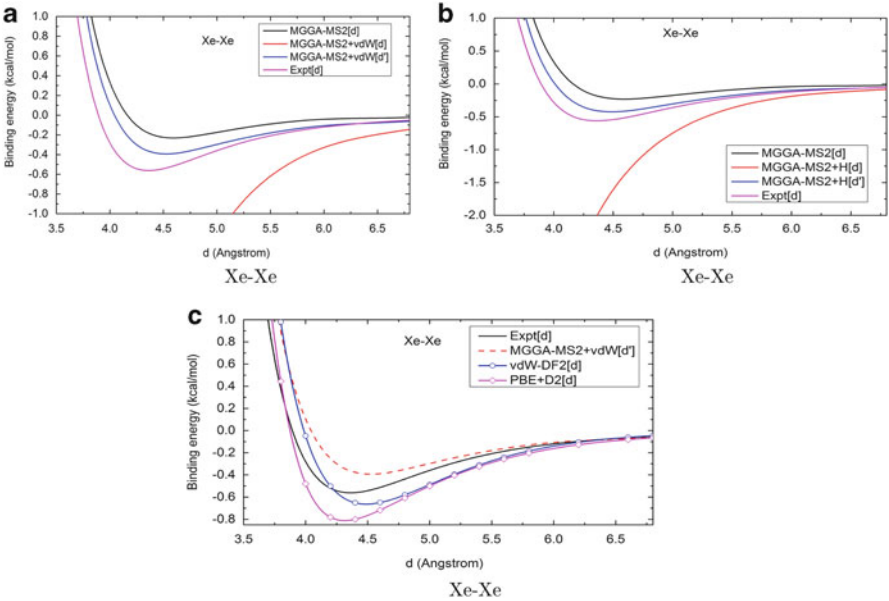 a
Xe-Xe
MGGA-MS2[d]
MGGA-MS2+vdW[d]
MGGA-MS2+vdW[d']
Expt[d]
Binding energy (kcal/mol)
1.0
0.8
0.6
0.4
0.2
0.0
-0.2
-0.4
-0.6
-0.8
-1.0
3.5 4.0 4.5 5.0 5.5 6.0 6.5
d (Angstrom)
Xe-Xe
b
Xe-Xe
MGGA-MS2[d]
MGGA-MS2+H[d]
MGGA-MS2+H[d']
Expt[d]
Binding energy (kcal/mol)
1.0
0.5
0.0
-0.5
-1.0
-1.5
-2.0
3.5 4.0 4.5 5.0 5.5 6.0 6.5
d (Angstrom)
Xe-Xe
c
Xe-Xe
Expt[d]
MGGA-MS2+vdW[d']
vdW-DF2[d]
PBE+D2[d]
Binding energy (kcal/mol)
1.0
0.8
0.6
0.4
0.2
0.0
-0.2
-0.4
-0.6
-0.8
3.5 4.0 4.5 5.0 5.5 6.0 6.5
d (Angstrom)
Xe-Xe